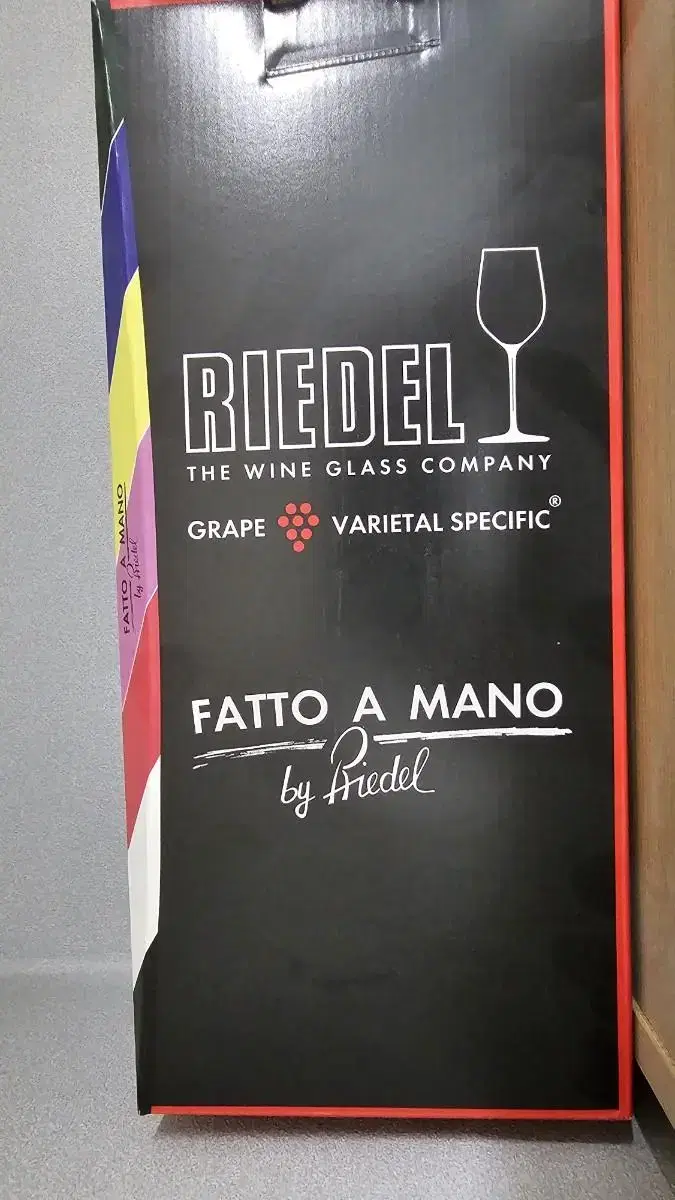 RIEDEL
THE WINE GLASS COMPANY
GRAPE VARIETAL SPECIFIC®
FATTO A MANO
by Riedel
FATTO A MANO
by Riedel